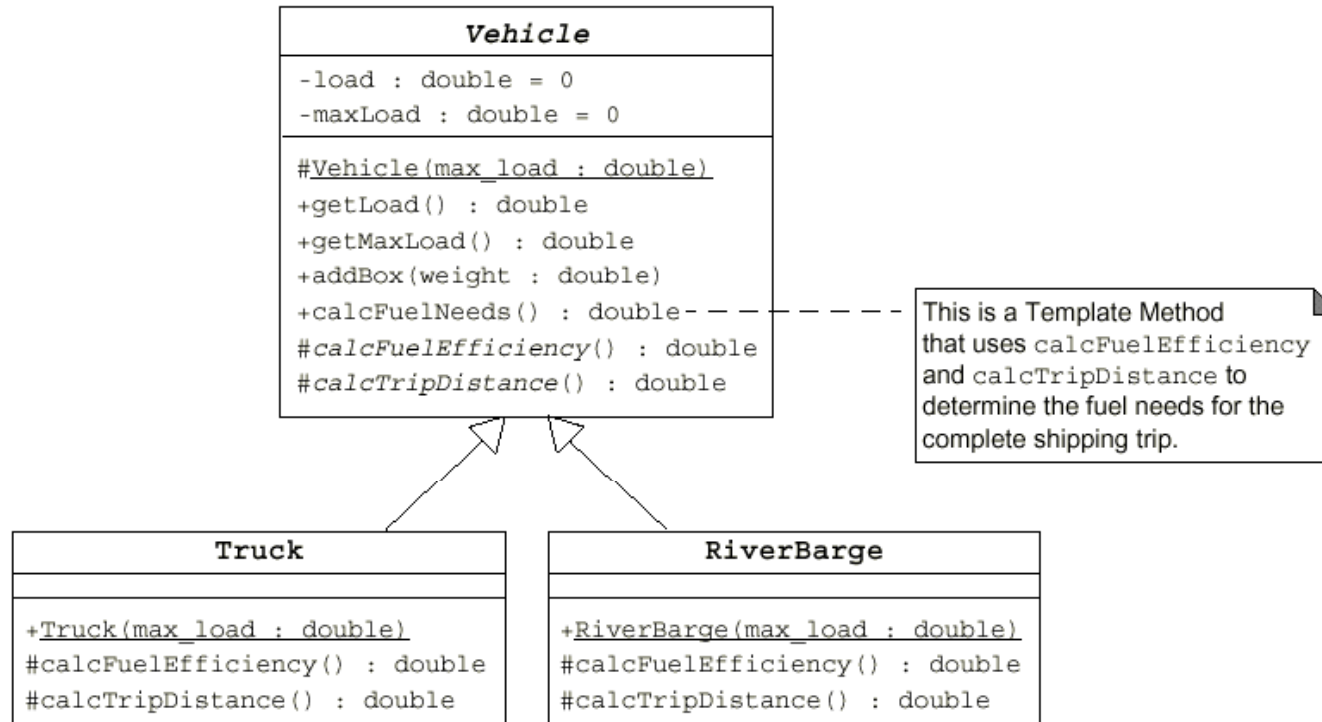 Vehicle
-load : double = 0
-maxLoad : double = 0
#Vehicle(max_load : double)
+getLoad() : double
+getMaxLoad() : double
+addBox(weight : double)
+calcFuelNeeds() : double
#calcFuelEfficiency() : double
#calcTripDistance() : double
This is a Template Method
that uses calcFuelEfficiency
and calcTripDistance to
determine the fuel needs for the
complete shipping trip.
Truck
+Truck(max_load : double)
#calcFuelEfficiency() : double
#calcTripDistance() : double
RiverBarge
+RiverBarge(max_load : double)
#calcFuelEfficiency() : double
#calcTripDistance() : double